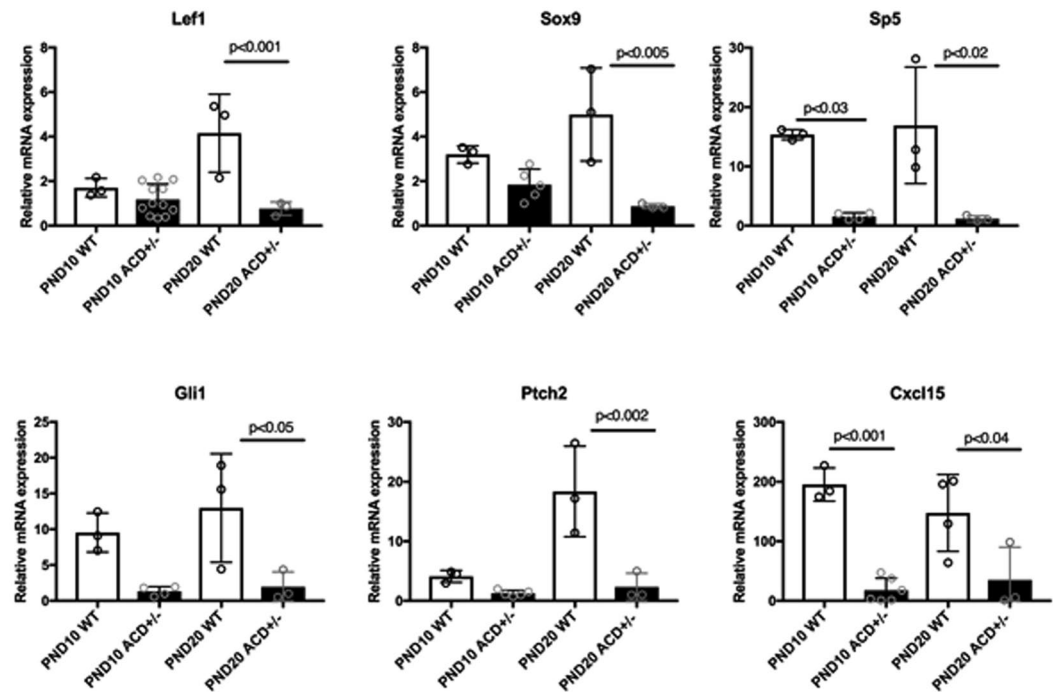 Lef1
Relative mRNA expression
8
6
4
2
0
p<0.001
PND10 WT
PND10 ACD+/-
PND20 WT
PND20 ACD+/-
Sox9
Relative mRNA expression
8
6
4
2
0
p<0.005
PND10 WT
PND10 ACD+/-
PND20 WT
PND20 ACD+/-
Sp5
Relative mRNA expression
30
20
10
0
p<0.03
p<0.02
PND10 WT
PND10 ACD+/-
PND20 WT
PND20 ACD+/-
Gli1
Relative mRNA expression
25
20
15
10
5
0
p<0.05
PND10 WT
PND10 ACD+/-
PND20 WT
PND20 ACD+/-
Ptch2
Relative mRNA expression
30
20
10
0
p<0.002
PND10 WT
PND10 ACD+/-
PND20 WT
PND20 ACD+/-
Cxcl15
Relative mRNA expression
300
200
100
0
p<0.001
p<0.04
PND10 WT
PND10 ACD+/-
PND20 WT
PND20 ACD+/-